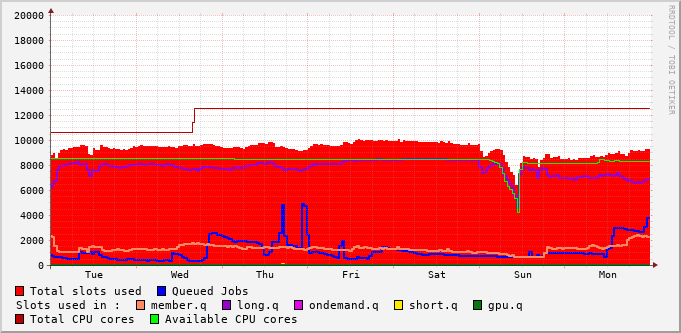 20000
18000
16000
14000
12000
10000
8000
6000
4000
2000
0
Tue Wed Thu Fri Sat Sun Mon
Total slots used Queued Jobs
Slots used in : member.q long.q ondemand.q short.q gpu.q
Total CPU cores Available CPU cores
RRDTOOL / TOBI OETIKER